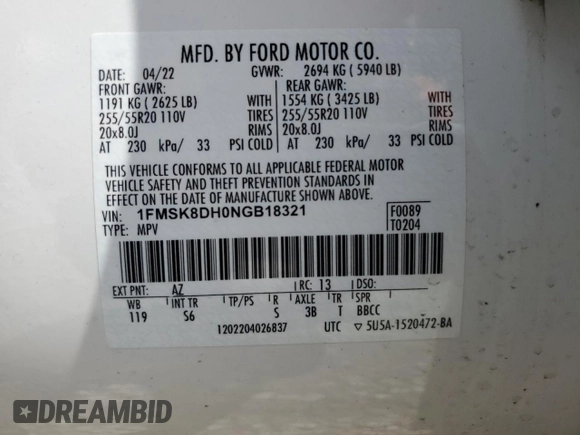 MFD. BY FORD MOTOR CO.
DATE: 04/22 GVWR: 2694 KG ( 5940 LB)
FRONT GAWR: REAR GAWR:
1191 KG ( 2625 LB) WITH 1554 KG ( 3425 LB) WITH
255/55R20 110V TIRES 255/55R20 110V TIRES
20x8.0J RIMS 20x8.0J RIMS
AT 230 kPa/ 33 PSI COLD AT 230 kPa/ 33 PSI COLD
THIS VEHICLE CONFORMS TO ALL APPLICABLE FEDERAL MOTOR
VEHICLE SAFETY AND THEFT PREVENTION STANDARDS IN
EFFECT ON THE DATE OF MANUFACTURE SHOWN ABOVE.
VIN: 1FMSK8DH0NGB18321 F0089
TYPE: MPV T0204
EXT PNT: AZ RC: 13 DSO:
WB INT TR TP/PS R AXLE TR SPR
119 S6 S 3B T BBCC
1202204026837 UTC ▽ 5U5A-1520472-BA
DREAMBID